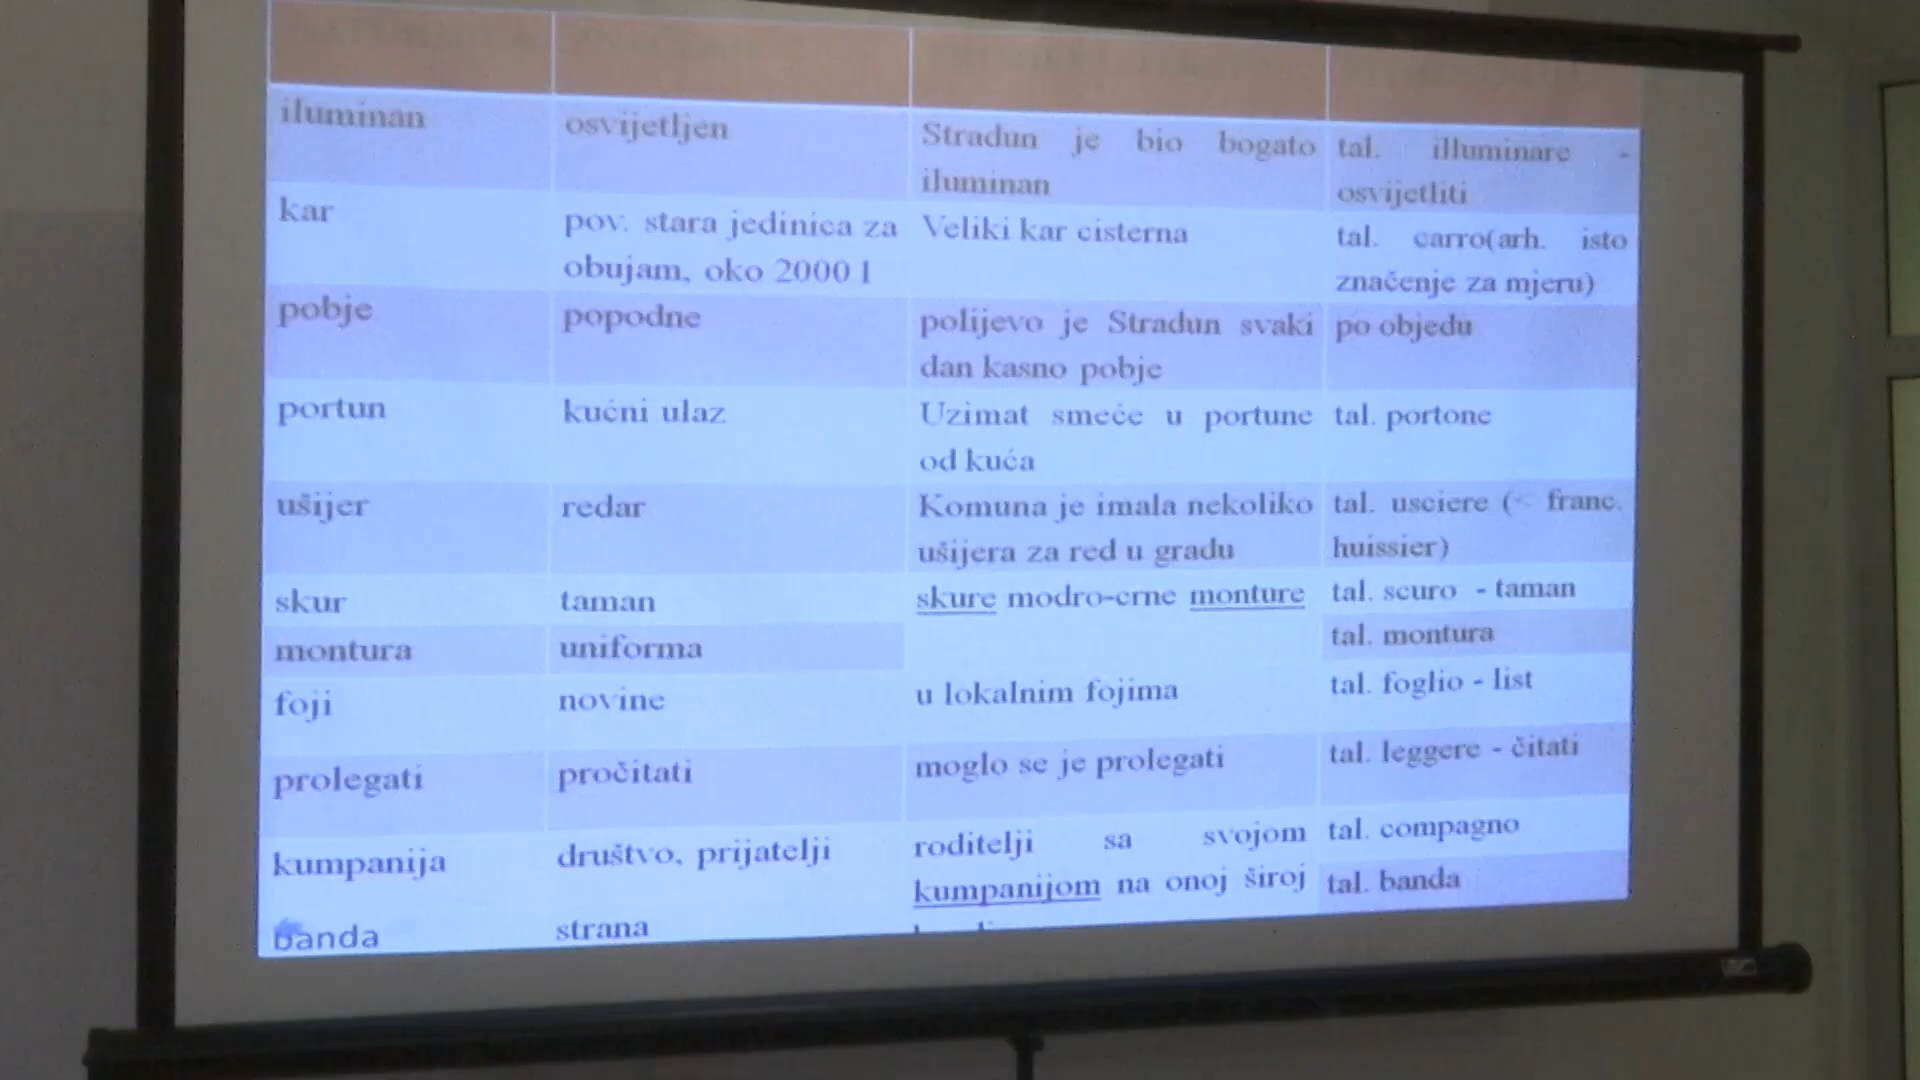 iluminan
osvijetljen
Stradun je bio bogato
iluminan
tal. illuminare -
osvijetliti
kar
pov. stara jedinica za
obujam, oko 2000 l
Veliki kar cisterna
tal. carro(arh. isto
značenje za mjeru)
pobje
popodne
polijevo je Stradun svaki
dan kasno pobje
po objedu
portun
kućni ulaz
Uzimat smeće u portune
od kuća
tal. portone
ušijer
redar
Komuna je imala nekoliko
ušijera za red u gradu
tal. usciere (< franc.
huissier)
skur
taman
skure modro-crne monture
tal. scuro - taman
montura
uniforma
tal. montura
foji
novine
u lokalnim fojima
tal. foglio - list
prolegati
pročitati
moglo se je prolegati
tal. leggere - čitati
kumpanija
društvo, prijatelji
roditelji sa svojom
kumpanijom na onoj široj
tal. compagno
banda
strana
tal. banda